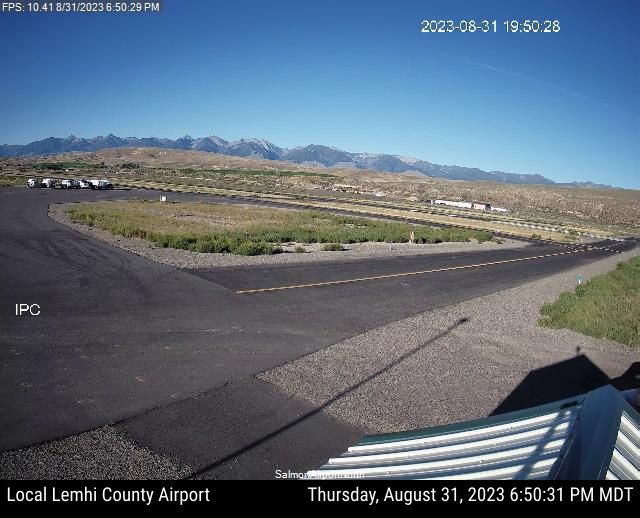 FPS: 10.41 8/31/2023 6:50:29 PM
2023-08-31 19:50:28
IPC
Local Lemhi County Airport Thursday, August 31, 2023 6:50:31 PM MDT